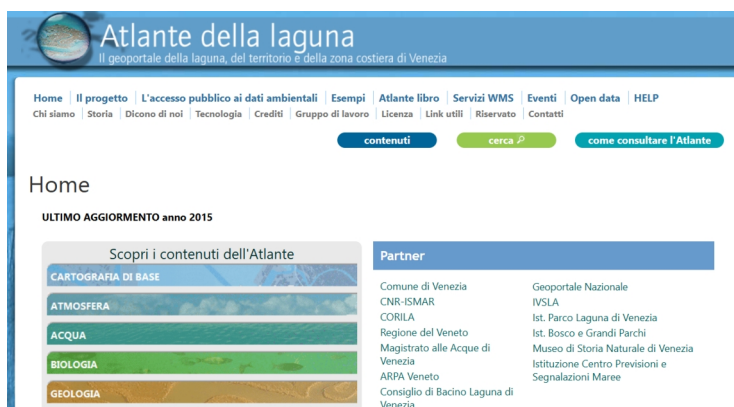 Atlante della laguna
Il geoportale della laguna, del territorio e della zona costiera di Venezia
Home Il progetto L'accesso pubblico ai dati ambientali Esempi Atlante libro Servizi WMS Eventi Open data HELP
Chi siamo Storia Dicono di noi Tecnologia Crediti Gruppo di lavoro Licenza Link utili Riservato Contatti
contenuti cerca come consultare l'Atlante
Home
ULTIMO AGGIORMENTO anno 2015
Scopri i contenuti dell'Atlante
CARTOGRAFIA DI BASE
ATMOSFERA
ACQUA
BIOLOGIA
GEOLOGIA
Partner
Comune di Venezia
CNR-ISMAR
CORILA
Regione del Veneto
Magistrato alle Acque di
Venezia
ARPA Veneto
Consiglio di Bacino Laguna di
Venezia
Geoportale Nazionale
IVSLA
Ist. Parco Laguna di Venezia
Ist. Bosco e Grandi Parchi
Museo di Storia Naturale di Venezia
Istituzione Centro Previsioni e
Segnalazioni Maree